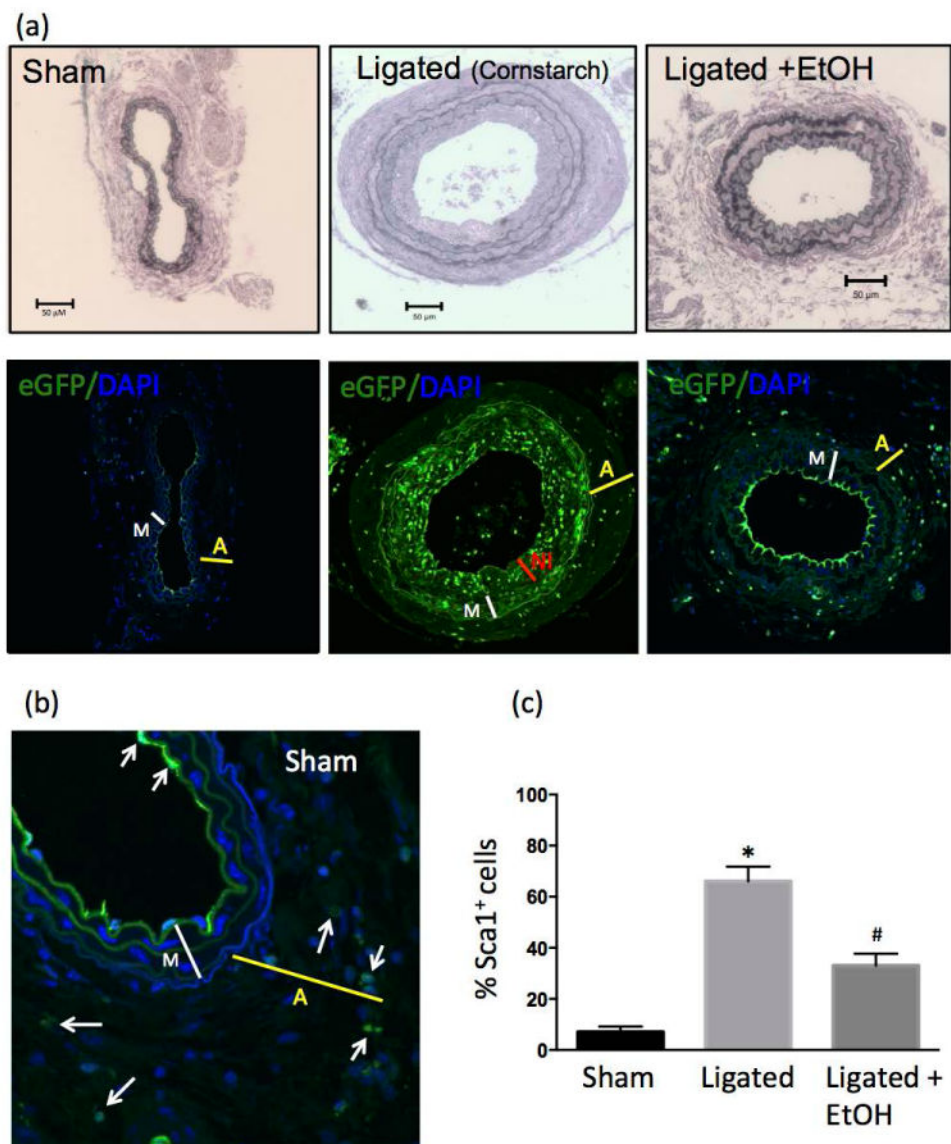 (a)
Sham
Ligated (Cornstarch)
Ligated +EtOH
50 µM
50 µm
50 µm
eGFP/DAPI
eGFP/DAPI
eGFP/DAPI
M
A
A
NI
M
M
A
(b)
Sham
M
A
(c)
% Sca1⁺ cells
100
80
60
40
20
0
*
#
Sham
Ligated
Ligated +
EtOH